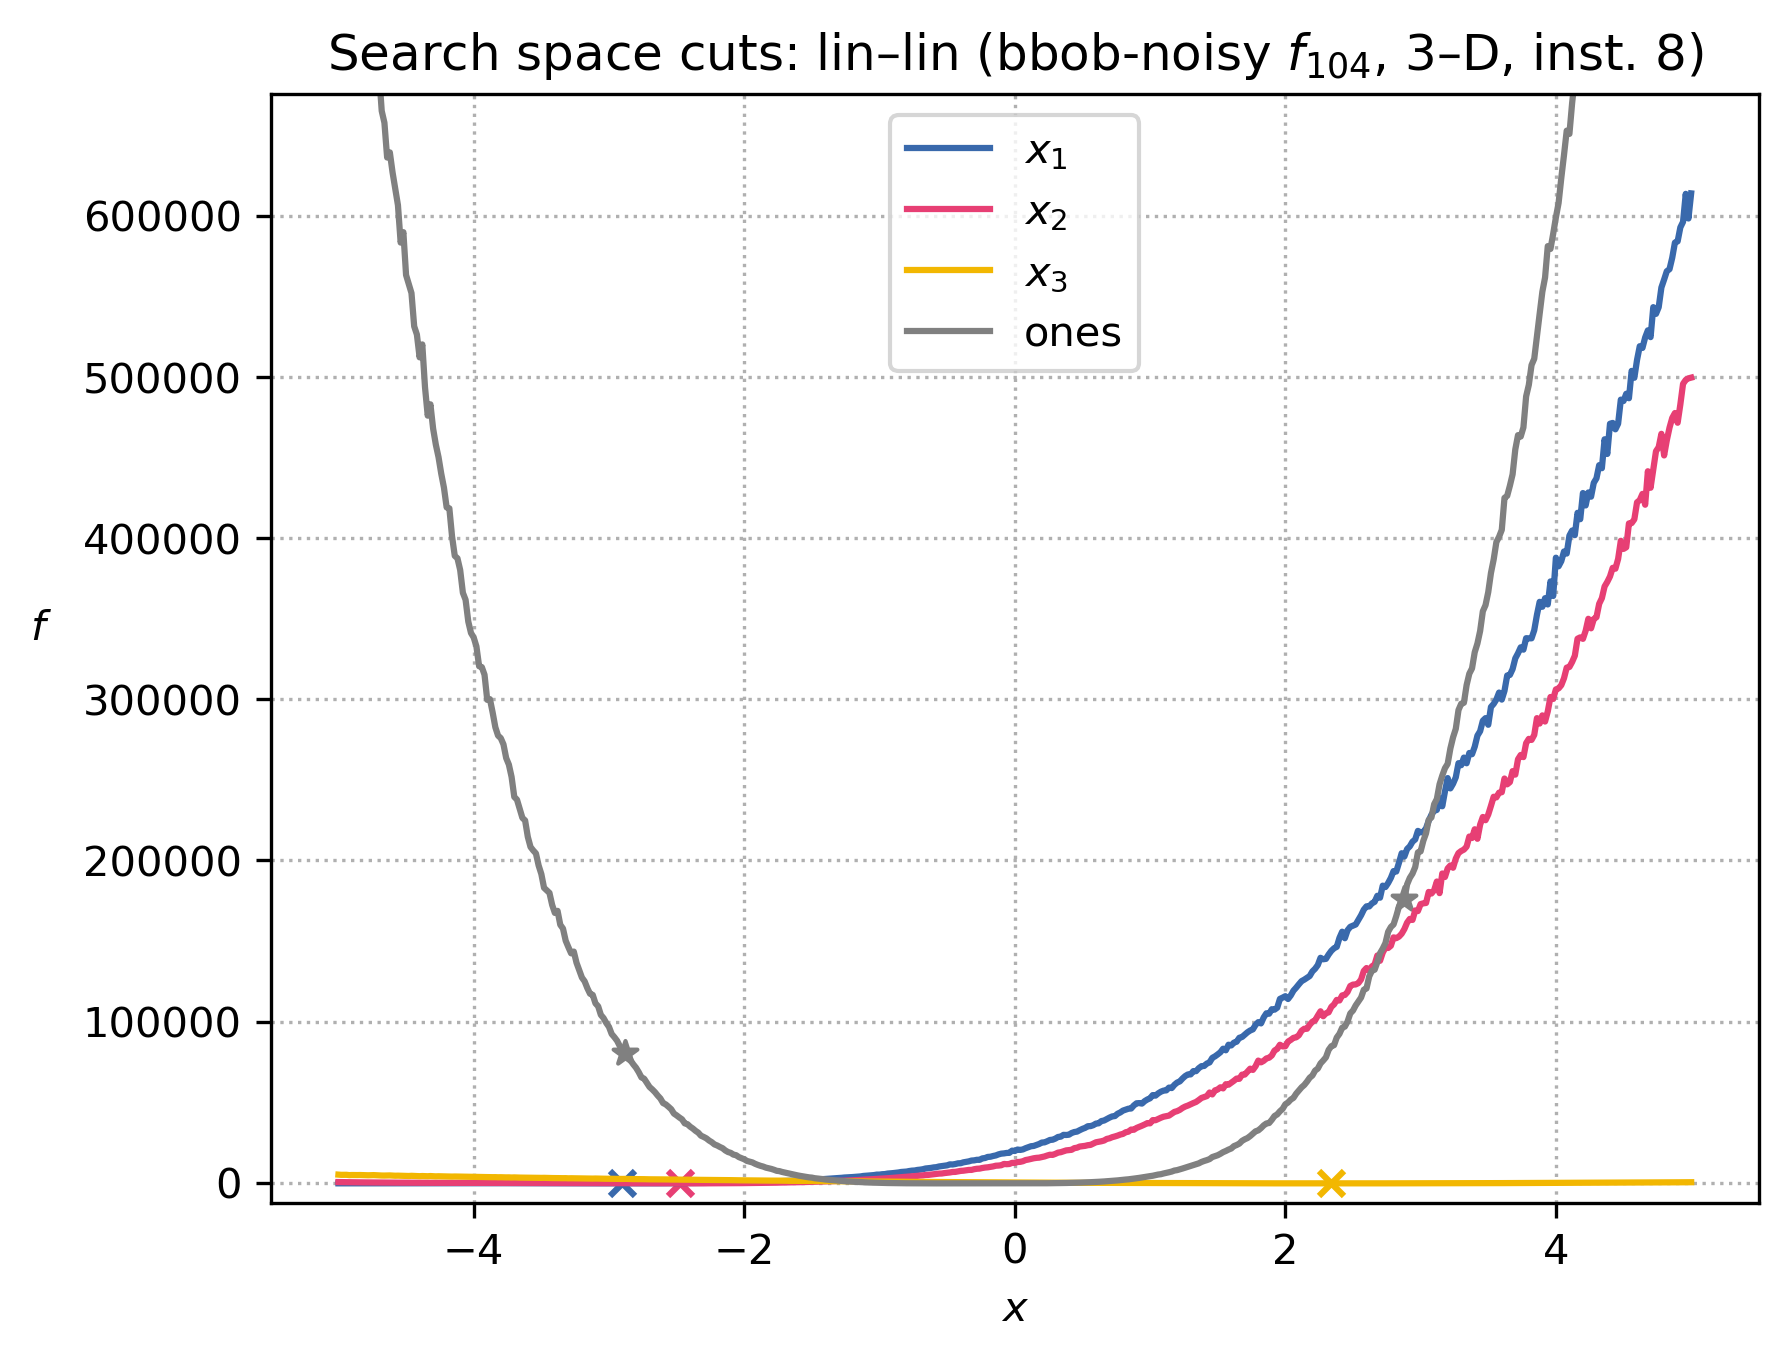 Search space cuts: lin–lin (bbob-noisy f₁₀₄, 3–D, inst. 8)
x₁
x₂
x₃
ones
600000
500000
400000
300000
200000
100000
0
f
−4 −2 0 2 4
x